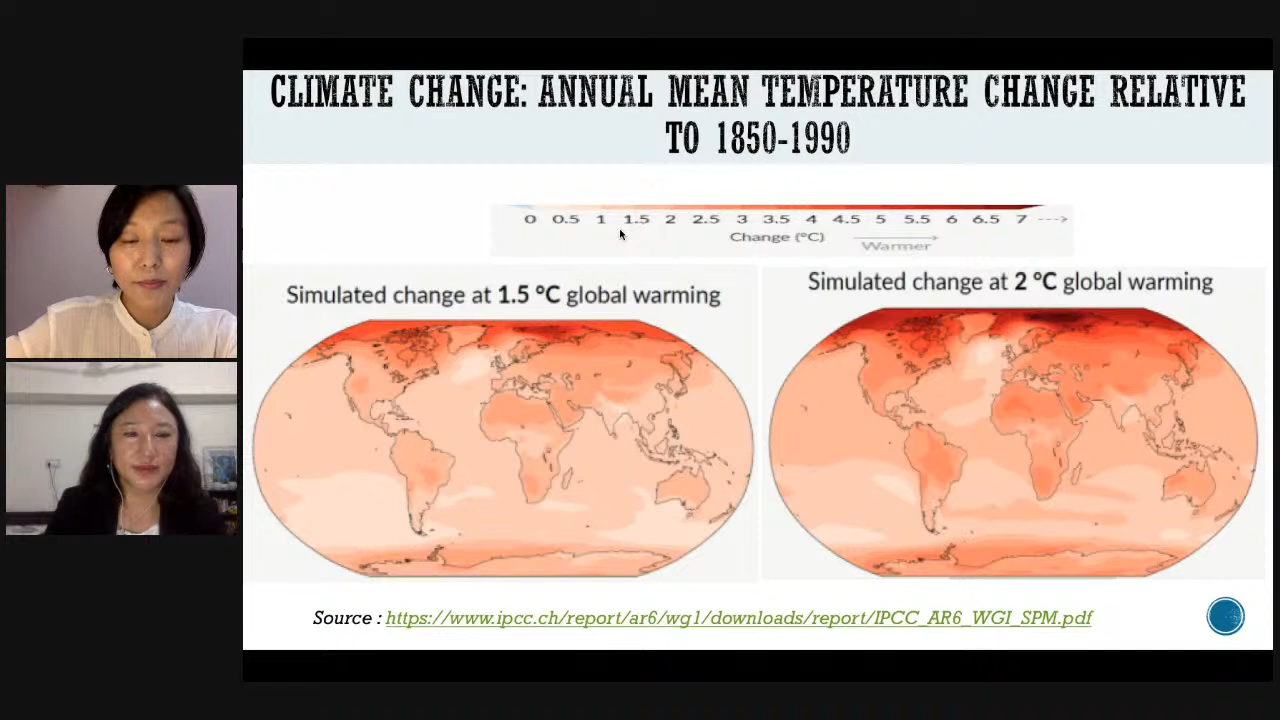 CLIMATE CHANGE: ANNUAL MEAN TEMPERATURE CHANGE RELATIVE
TO 1850-1990
0 0.5 1 1.5 2 2.5 3 3.5 4 4.5 5 5.5 6 6.5 7
Change (°C)
Warmer
Simulated change at 1.5 °C global warming
Simulated change at 2 °C global warming
Source : https://www.ipcc.ch/report/ar6/wg1/downloads/report/IPCC_AR6_WGI_SPM.pdf